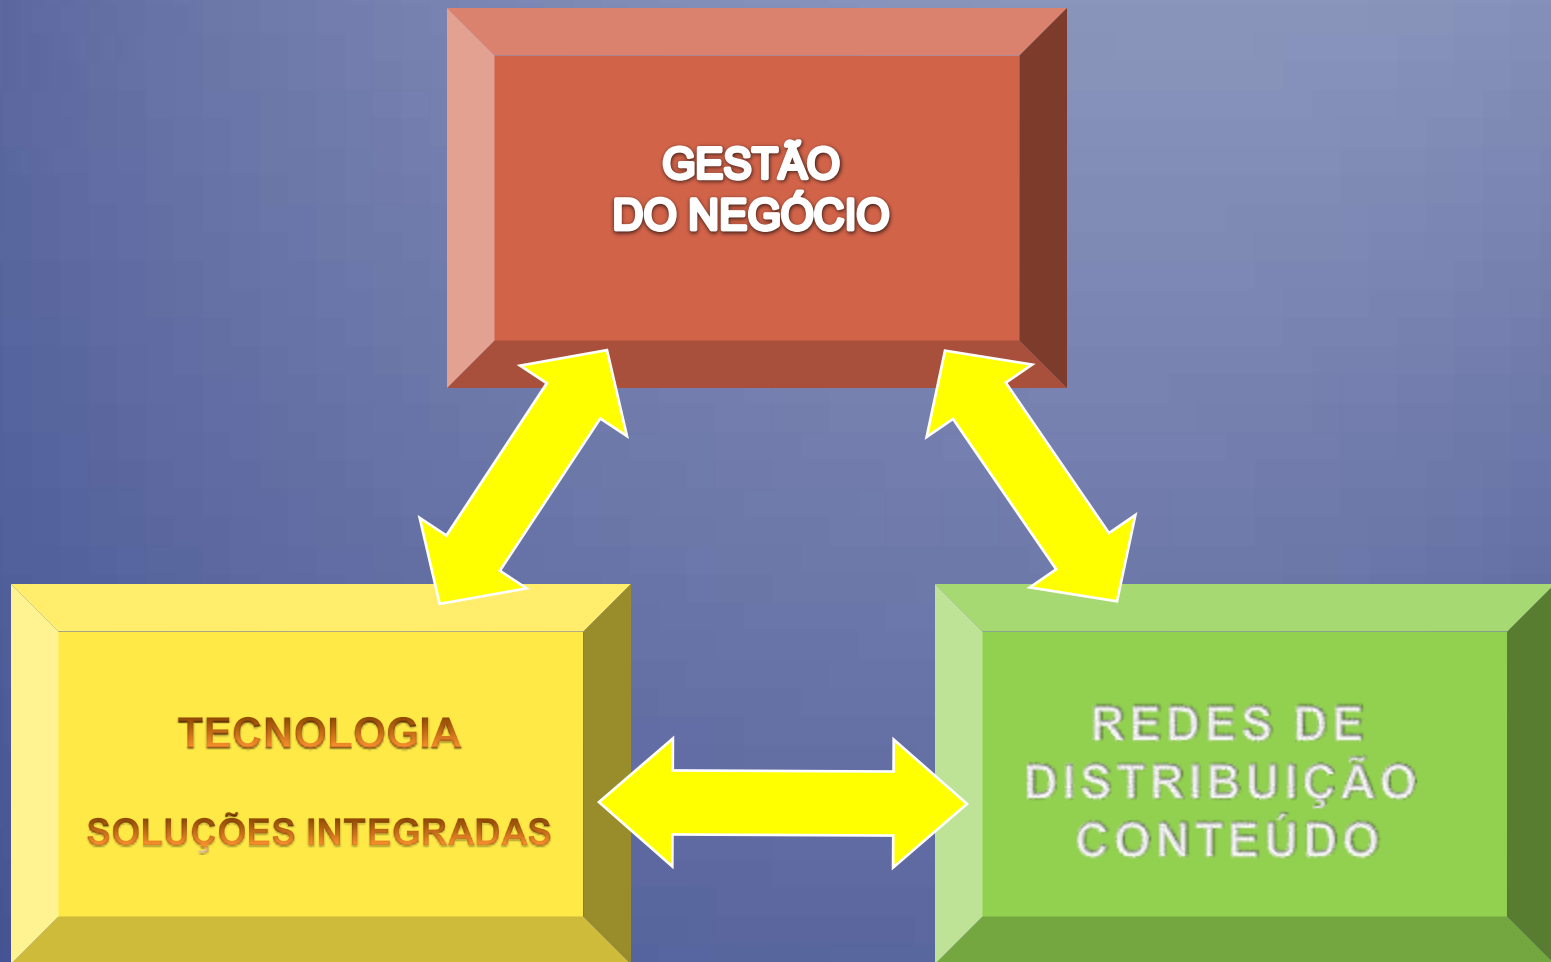 GESTÃO
DO NEGÓCIO
TECNOLOGIA
SOLUÇÕES INTEGRADAS
REDES DE
DISTRIBUIÇÃO
CONTEÚDO